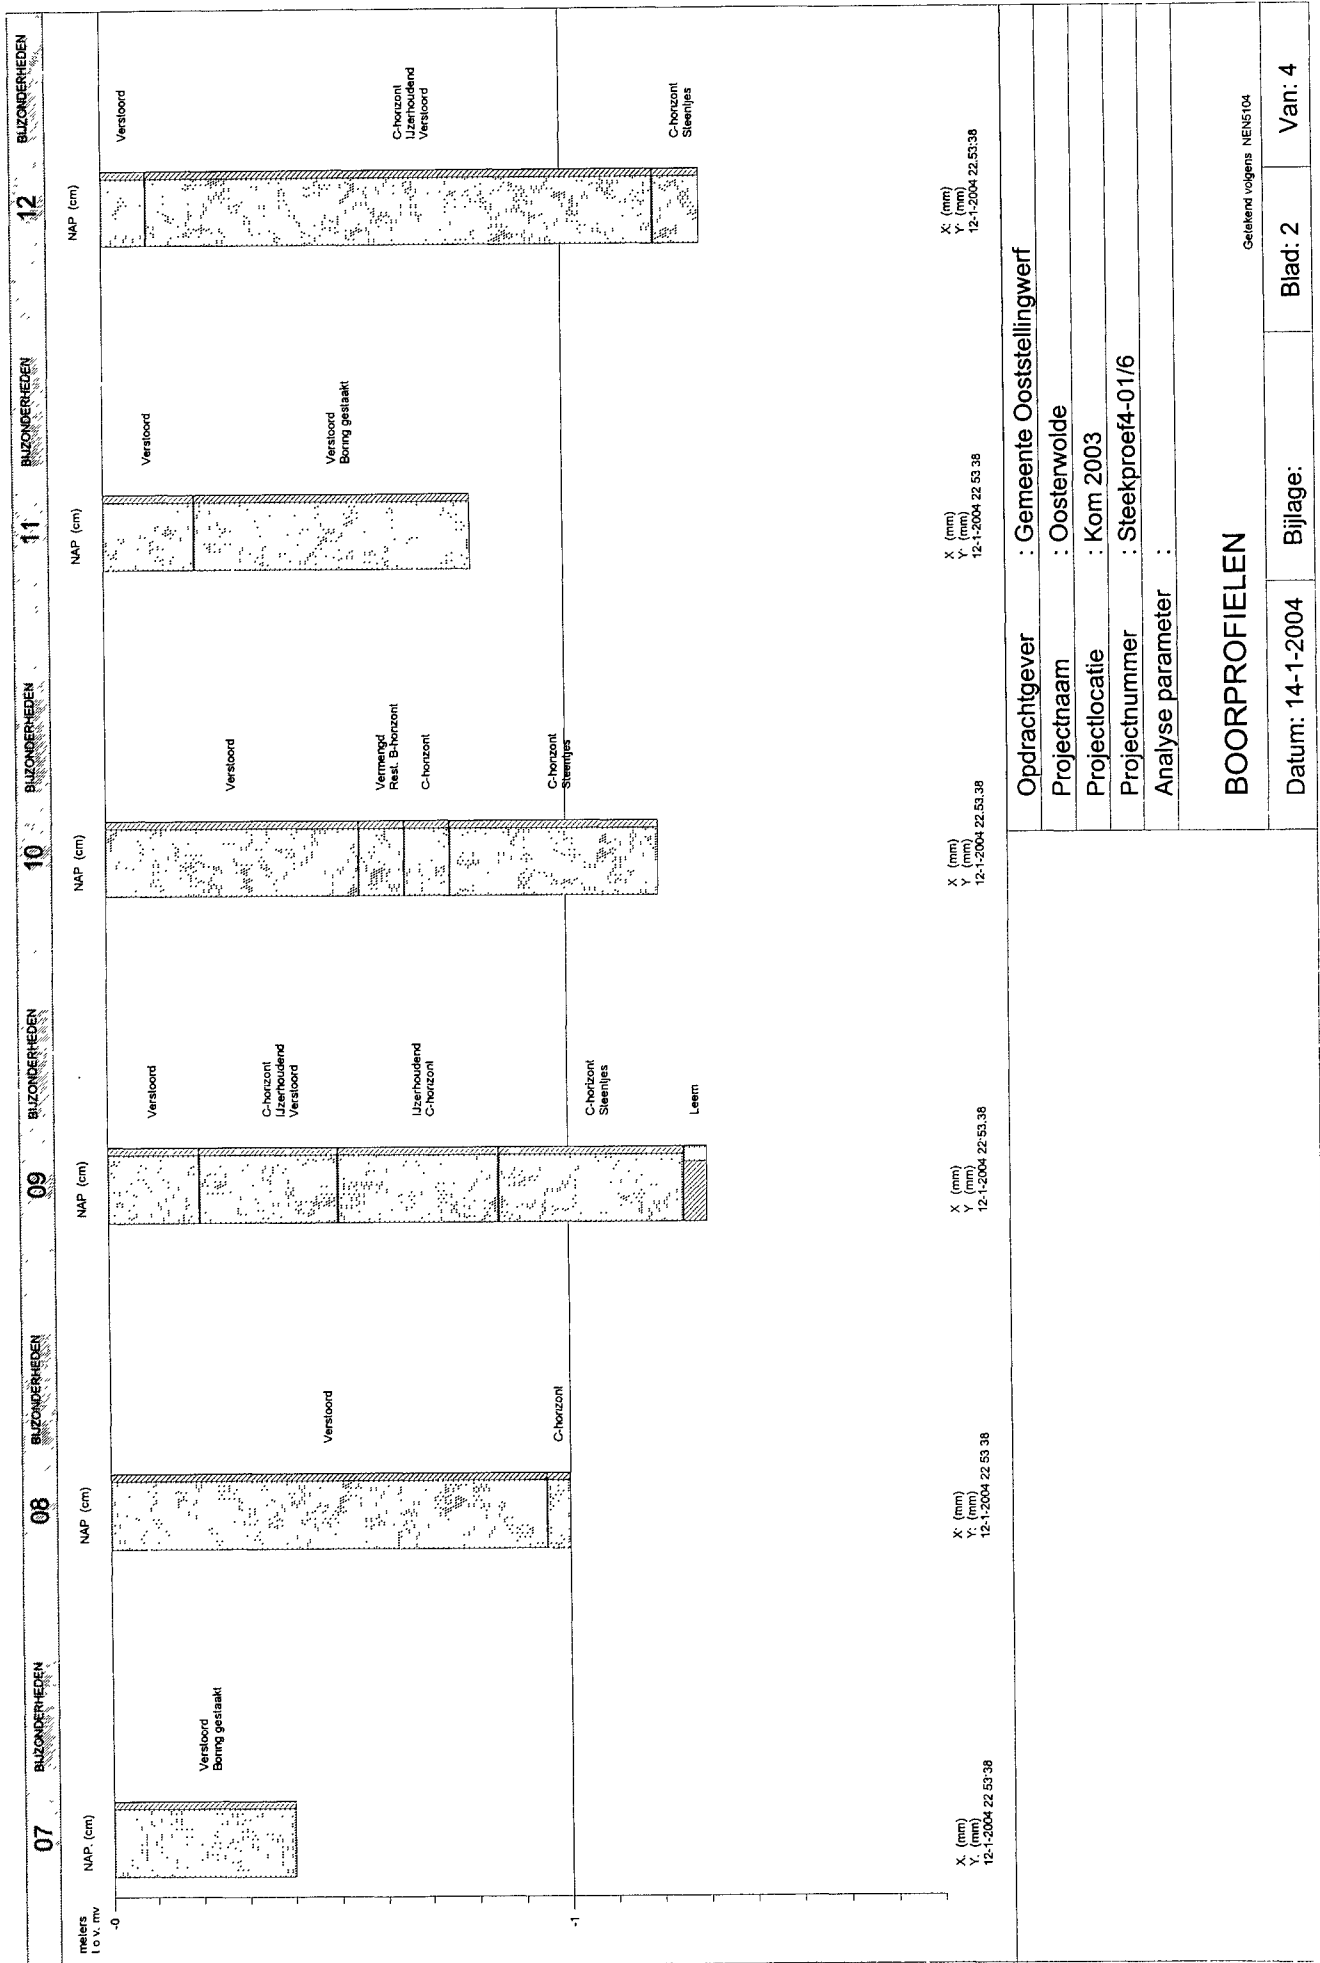 07 BIJZONDERHEDEN 08 BIJZONDERHEDEN 09 BIJZONDERHEDEN 10 BIJZONDERHEDEN 11 BIJZONDERHEDEN 12 BIJZONDERHEDEN
meters
t.o.v. mv
-0
-1
NAP. (cm)
Verstoord
Boring gestaakt
X. (mm)
Y. (mm)
12-1-2004 22 53:38
NAP (cm)
Verstoord
C-horizont
X: (mm)
Y: (mm)
12-1-2004 22 53 38
NAP (cm)
Verstoord
C-horizont
IJzerhoudend
Verstoord
IJzerhoudend
C-horizont
C-horizont
Steentjes
Leem
X (mm)
Y (mm)
12-1-2004 22:53.38
NAP (cm)
Verstoord
Vermengd
Rest. B-horizont
C-horizont
C-horizont
Steentjes
X (mm)
Y (mm)
12-1-2004 22.53.38
NAP (cm)
Verstoord
Verstoord
Boring gestaakt
X (mm)
Y: (mm)
12-1-2004 22 53 38
NAP (cm)
Verstoord
C-horizont
IJzerhoudend
Verstoord
C-horizont
Steentjes
X: (mm)
Y: (mm)
12-1-2004 22.53:38
Opdrachtgever : Gemeente Ooststellingwerf
Projectnaam : Oosterwolde
Projectlocatie : Kom 2003
Projectnummer : Steekproef4-01/6
Analyse parameter :
BOORPROFIELEN
Getekend volgens NEN5104
Datum: 14-1-2004 Bijlage: Blad: 2 Van: 4